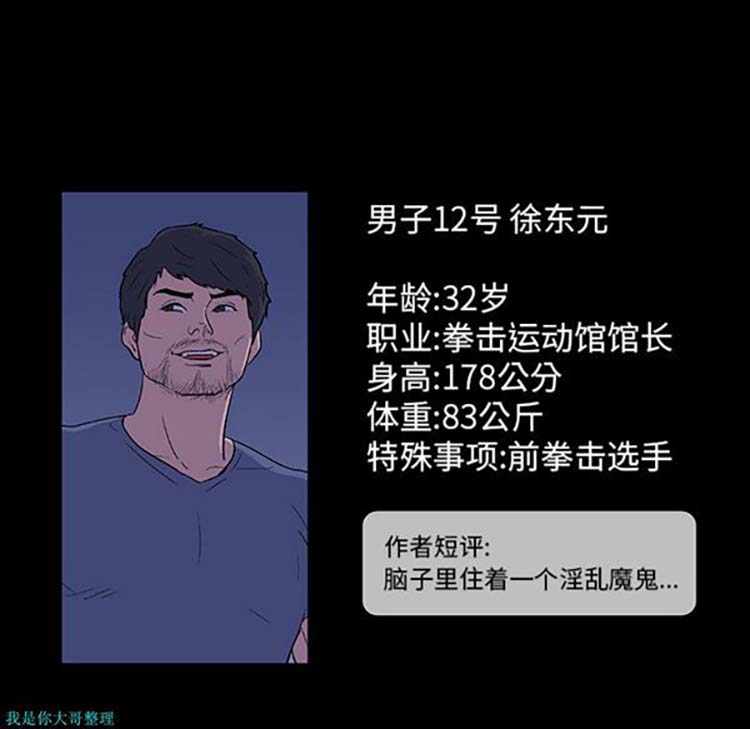 男子12号 徐东元
年龄:32岁
职业:拳击运动馆馆长
身高:178公分
体重:83公斤
特殊事项:前拳击选手
作者短评:
脑子里住着一个淫乱魔鬼...
我是你大哥整理